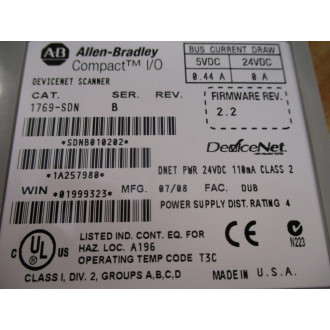 AB Allen-Bradley
Compact™ I/O
DEVICENET SCANNER
CAT. SER. REV.
1769-SDN B
BUS CURRENT DRAW
5VDC 24VDC
0.44 A 0 A
FIRMWARE REV.
2.2
*SDNB010202*
DeviceNet
*1A257980*
DNET PWR 24VDC 110mA CLASS 2
WIN *01999323* MFG. 07/08 FAC. DUB
POWER SUPPLY DIST. RATING 4
C UL US
LISTED IND. CONT. EQ. FOR
HAZ. LOC. A196
OPERATING TEMP CODE T3C
CE
N223
CLASS I, DIV. 2, GROUPS A,B,C,D
MADE IN U.S.A.